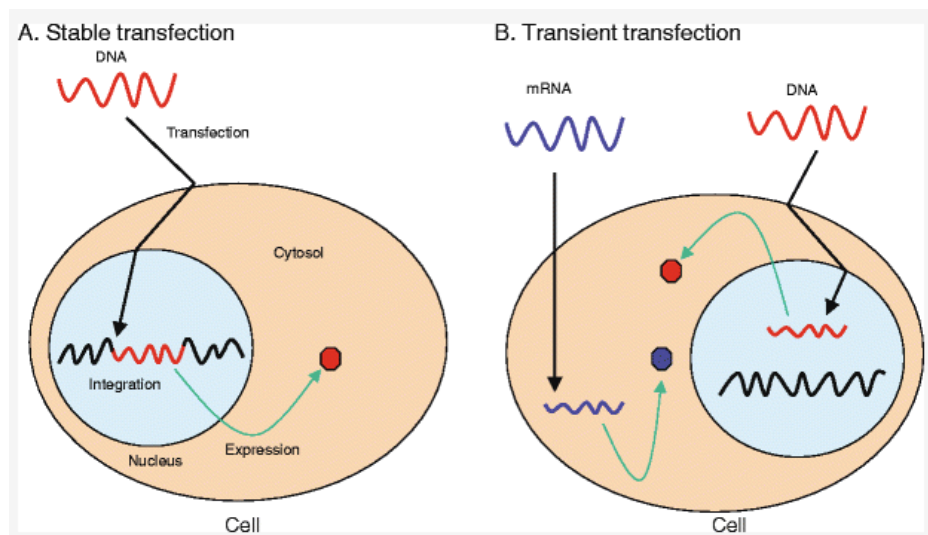 A. Stable transfection
DNA
Transfection
Cytosol
Integration
Expression
Nucleus
Cell
B. Transient transfection
mRNA
DNA
Cell